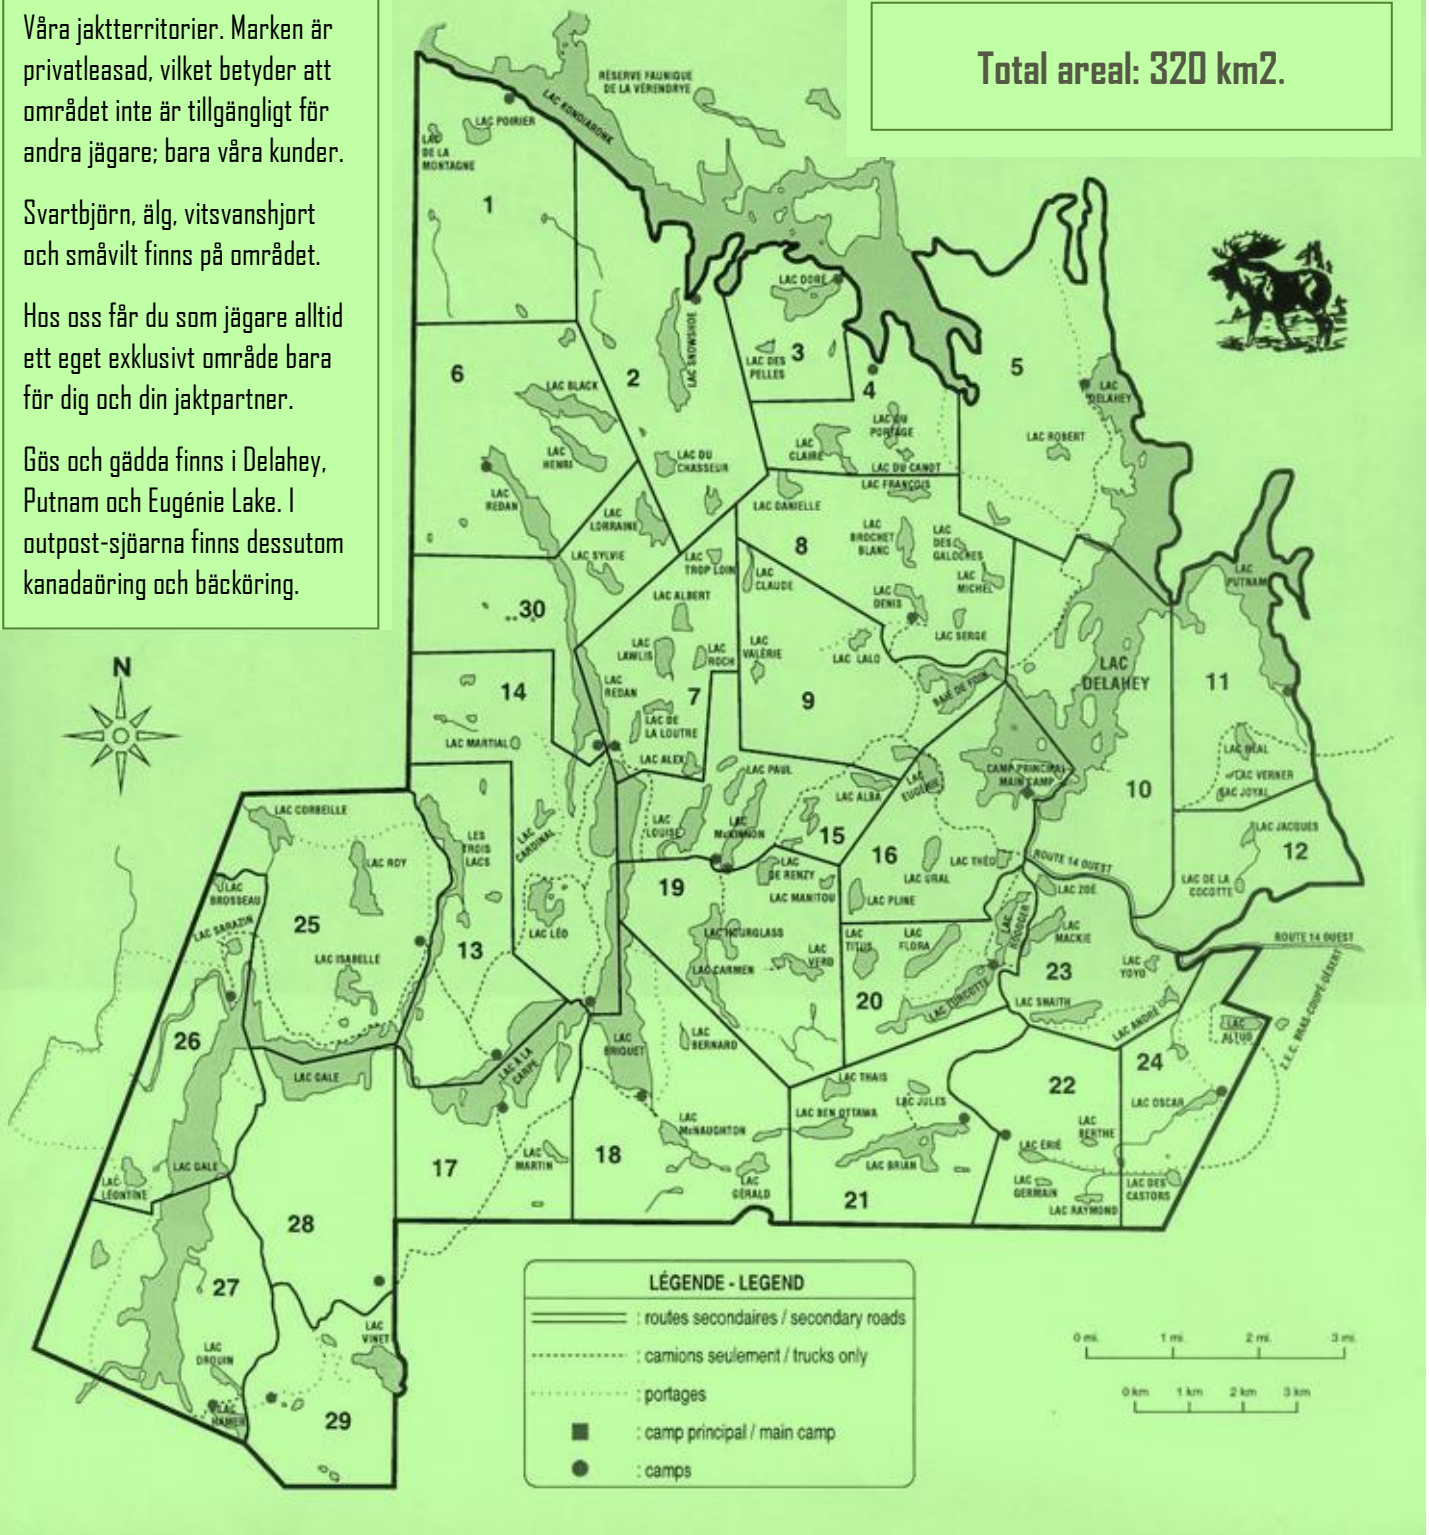 Våra jaktterritorier. Marken är
privatleasad, vilket betyder att
området inte är tillgängligt för
andra jägare; bara våra kunder.
Svartbjörn, älg, vitsvanshjort
och småvilt finns på området.
Hos oss får du som jägare alltid
ett eget exklusivt område bara
för dig och din jaktpartner.
Gös och gädda finns i Delahey,
Putnam och Eugénie Lake. I
outpost-sjöarna finns dessutom
kanadaöring och bäcköring.
Total areal: 320 km2.
RÉSERVE FAUNIQUE
DE LA VÉRENDRYE
LAC KONDIARONK
LAC POIRIER
LAC
DE LA
MONTAGNE
1
LAC DORÉ
LAC SNOWSHOE
LAC DES
PELLES
3
2
4
5
6
LAC
DELAHEY
LAC BLACK
LAC
HENRI
LAC DU
PORTAGE
LAC
CLAIRE
LAC DU CANOT
LAC ROBERT
LAC DU
CHASSEUR
LAC
REDAN
LAC FRANÇOIS
LAC DANIELLE
LAC
LORRAINE
LAC SYLVIE
LAC
TROP LOIN
8
LAC
BROCHET
BLANC
LAC
DES
GALOCHES
LAC
CLAUDE
LAC
MICHEL
LAC
PUTNAM
LAC ALBERT
LAC
DENIS
30
LAC SERGE
LAC
LAWLIS
LAC
ROCH
LAC
VALÉRIE
LAC LALO
LAC
DELAHEY
N
14
LAC
REDAN
7
9
BAIE DE FOIN
11
LAC DE
LA LOUTRE
LAC MARTIAL
LAC ALEX
LAC PAUL
LAC RÉAL
CAMP PRINCIPAL
MAIN CAMP
LAC VERNER
LAC JOYAL
10
LAC ALBA
LAC
EUGÉNIE
LAC CORBEILLE
LES
TROIS
LACS
LAC
CARDINAL
LAC
LOUISE
LAC
McKINNON
15
16
LAC JACQUES
12
LAC ROY
LAC
DE RENZY
LAC THÉO
ROUTE 14 OUEST
LAC
URAL
LAC DE LA
COCOTTE
LAC
BROSSEAU
19
LAC MANITOU
LAC PLINE
LAC ZOÉ
25
LAC SARAZIN
LAC LÉO
LAC HOURGLASS
LAC
TITUS
LAC
FLORA
LAC
MACKIE
ROUTE 14 OUEST
13
LAC ISABELLE
LAC CARMEN
LAC
VERD
23
LAC
YOYO
20
LAC TURCOTTE
LAC SNAITH
LAC ANDRÉ
26
LAC
ALTUD
Z.E.C. BRAS-COUPÉ-DÉSERT
LAC
BRIQUET
LAC
BERNARD
LAC GALE
LAC À LA
CARPE
LAC THAIS
LAC JULES
22
24
LAC OSCAR
LAC BEN OTTAWA
LAC
McNAUGHTON
LAC
BERTHE
LAC ÉRIÉ
LAC GALE
17
LAC
MARTIN
18
LAC BRIAN
LAC
LÉONTINE
LAC
GÉRALD
21
LAC
GERMAIN
LAC DES
CASTORS
LAC RAYMOND
28
27
LAC
VINET
LAC
DROUIN
LAC
HAMER
29
LÉGENDE - LEGEND
: routes secondaires / secondary roads
: camions seulement / trucks only
: portages
: camp principal / main camp
: camps
0 mi. 1 mi. 2 mi. 3 mi
0 km 1 km 2 km 3 km